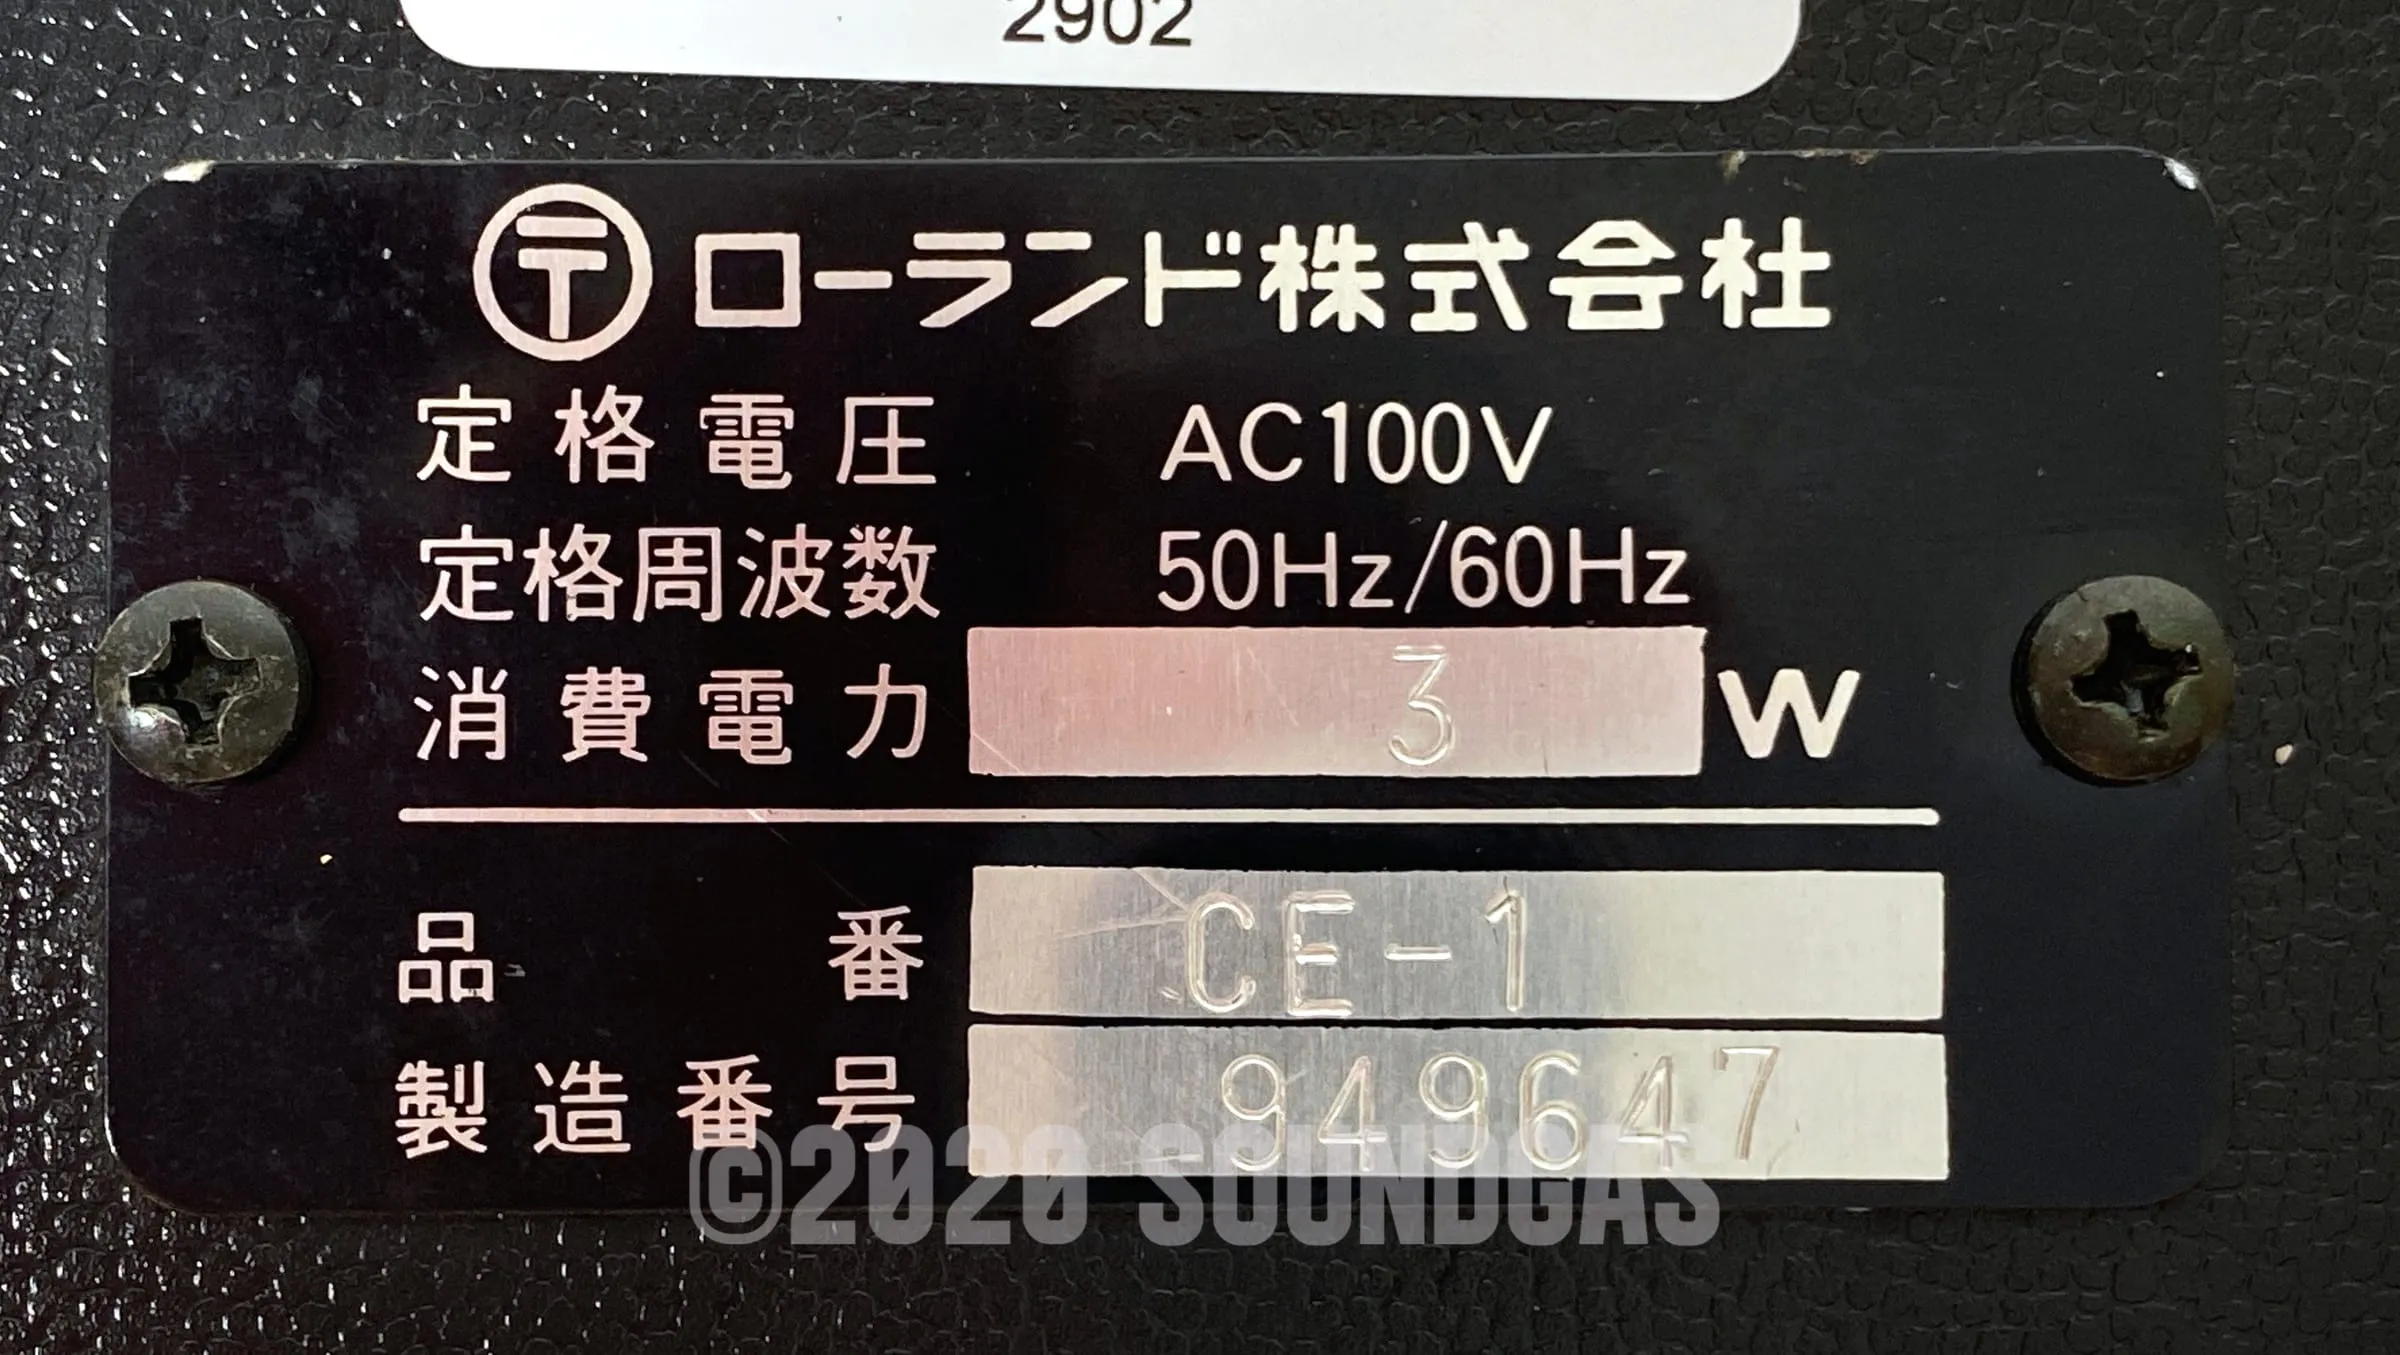 2902
〒ローランド株式会社
定格電圧 AC100V
定格周波数 50Hz/60Hz
消費電力 3 W
品番 CE-1
製造番号 949647
©2020 SOUNDGAS